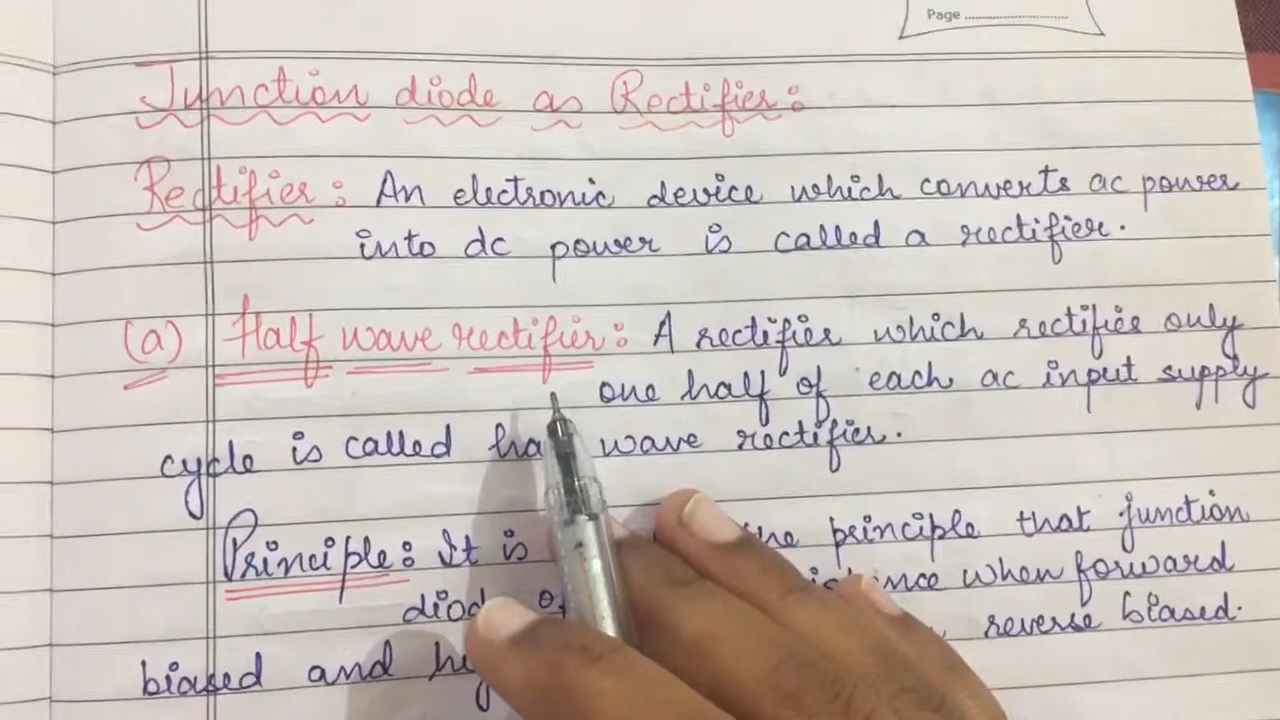 Page
Junction diode as Rectifier:
Rectifier: An electronic device which converts ac power
into dc power is called a rectifier.
(a) Half wave rectifier: A rectifier which rectifies only
one half of each ac input supply
cycle is called wave rectifier.
Principle: It is principle that junction
when forward
reverse biased.
biased and